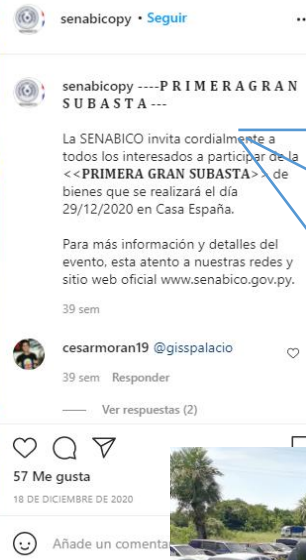 senabicopy • Seguir
senabicopy ----P R I M E R A G R A N
S U B A S T A ---
La SENABICO invita cordialmente a
todos los interesados a participar de la
<<PRIMERA GRAN SUBASTA>> de
bienes que se realizará el día
29/12/2020 en Casa España.
Para más información y detalles del
evento, esta atento a nuestras redes y
sitio web oficial www.senabico.gov.py.
39 sem
cesarmoran19 @gisspalacio
39 sem Responder
Ver respuestas (2)
57 Me gusta
18 DE DICIEMBRE DE 2020
Añade un comenta